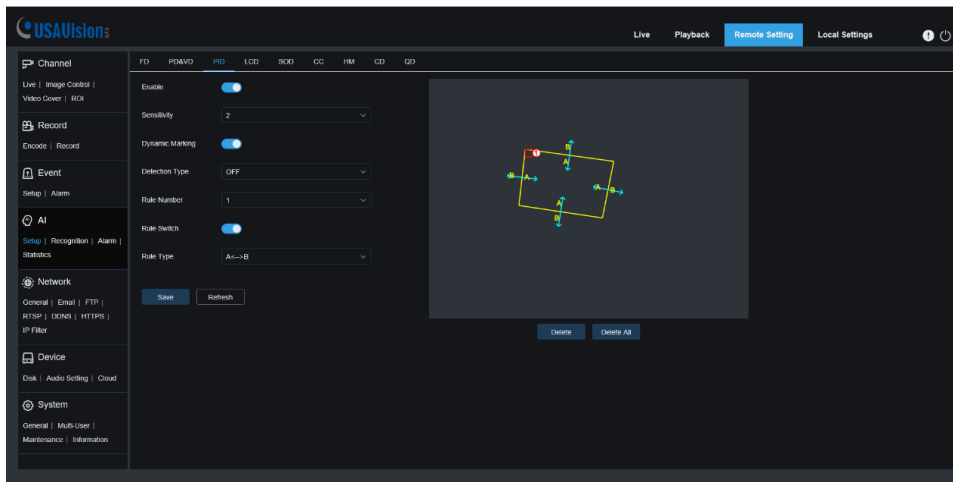 USAVision
Live Playback Remote Setting Local Settings
Channel
Live | Image Control |
Video Cover | ROI
Record
Encode | Record
Event
Setup | Alarm
AI
Setup | Recognition | Alarm |
Statistics
Network
General | Email | FTP |
RTSP | DDNS | HTTPS |
IP Filter
Device
Disk | Audio Setting | Cloud
System
General | Multi-User |
Maintenance | Information
FD PD&VD PID LCD SOD CC HM CD QD
Enable
Sensitivity 2
Dynamic Marking
Detection Type OFF
Rule Number 1
Rule Switch
Rule Type A<-->B
Save Refresh
1
B
A
B A
A B
A
B
Delete Delete All